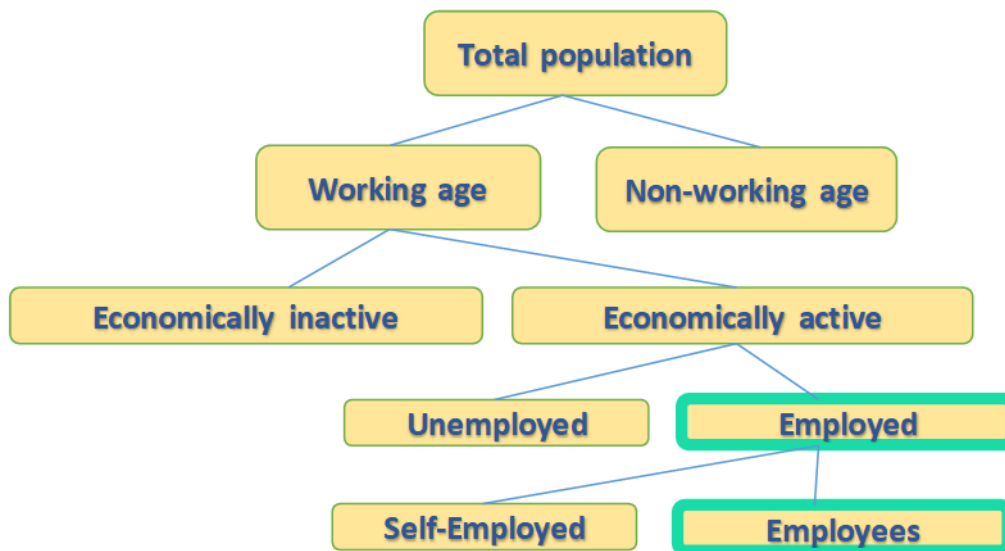 Total population
Working age
Non-working age
Economically inactive
Economically active
Unemployed
Employed
Self-Employed
Employees